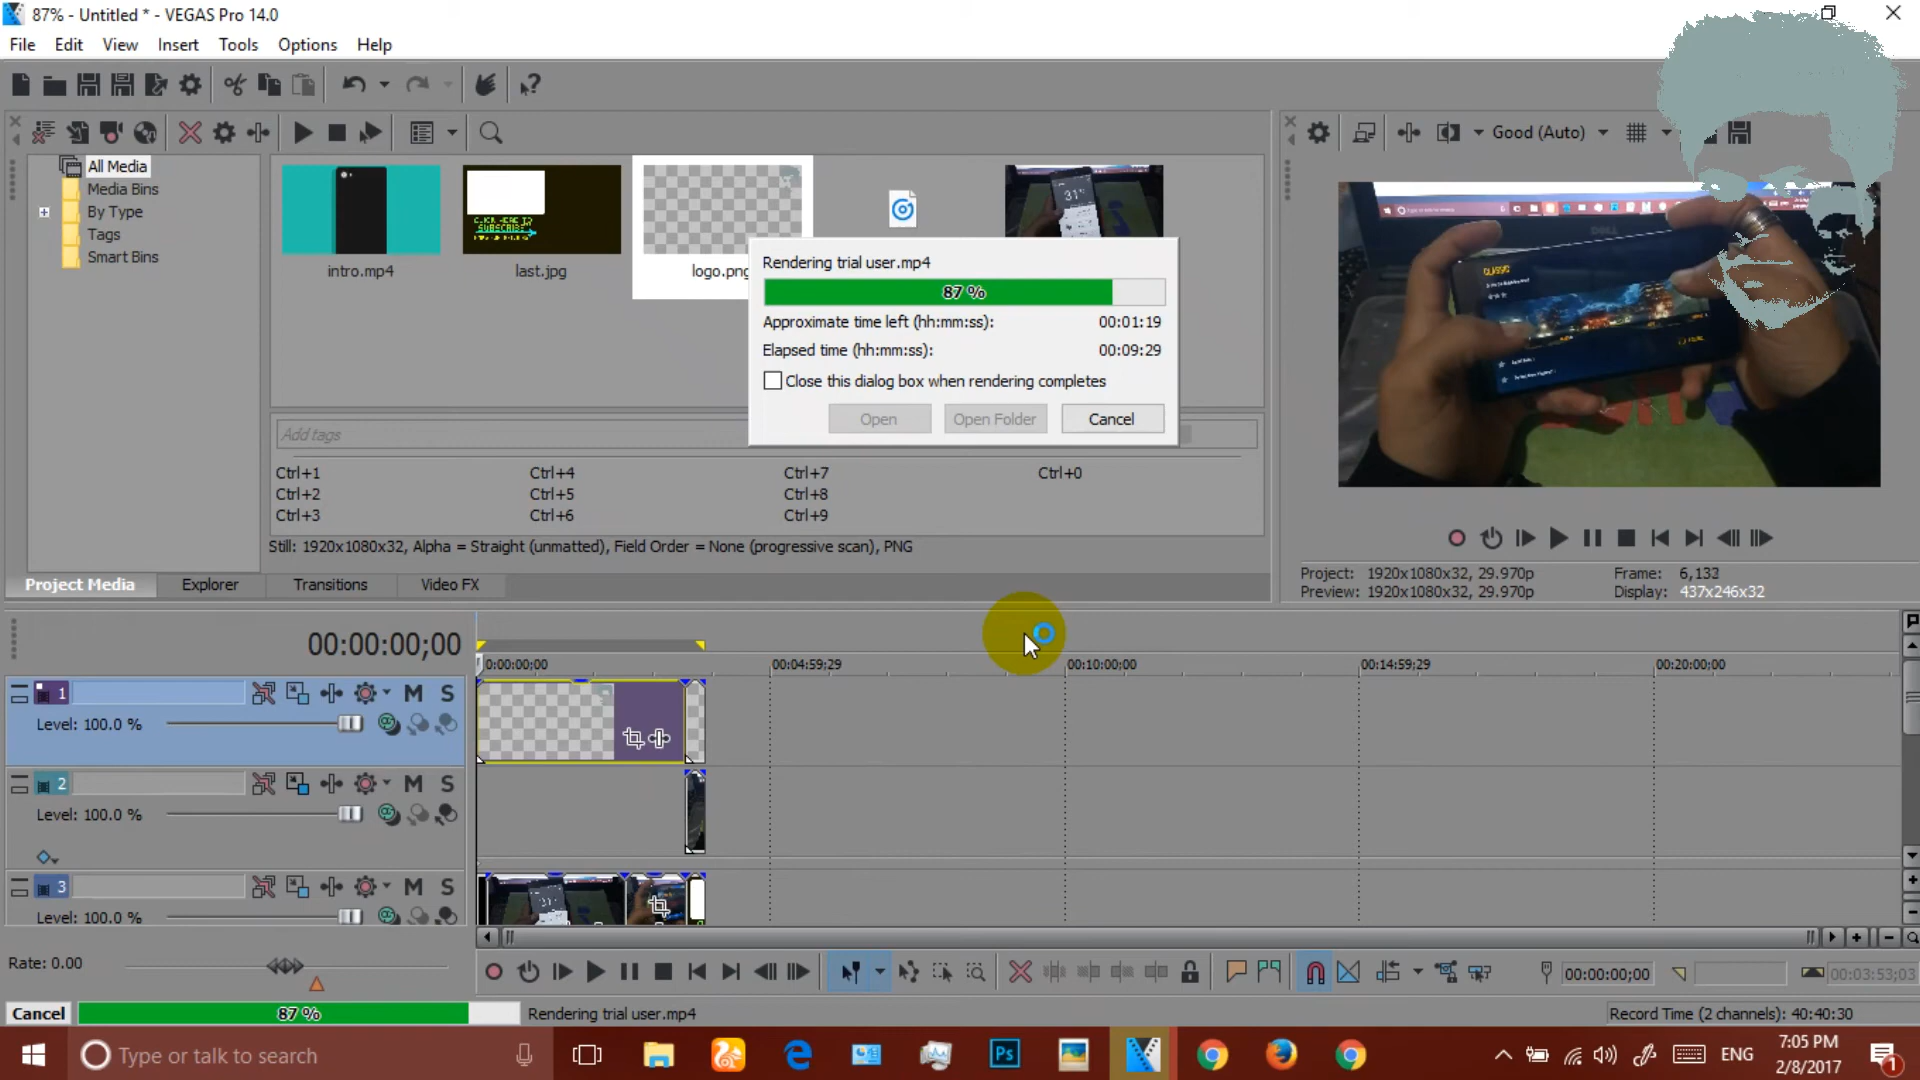 87% - Untitled * - VEGAS Pro 14.0
File Edit View Insert Tools Options Help
Good (Auto)
All Media
Media Bins
By Type
Tags
Smart Bins
intro.mp4
last.jpg
logo.png
CLICK HERE TO
SUBSCRIBE
31°
Rendering trial user.mp4
87 %
Approximate time left (hh:mm:ss): 00:01:19
Elapsed time (hh:mm:ss): 00:09:29
Close this dialog box when rendering completes
Open Open Folder Cancel
DELL
CLASSIC
Add tags
Ctrl+1 Ctrl+4 Ctrl+7 Ctrl+0
Ctrl+2 Ctrl+5 Ctrl+8
Ctrl+3 Ctrl+6 Ctrl+9
Still: 1920x1080x32, Alpha = Straight (unmatted), Field Order = None (progressive scan), PNG
Project Media Explorer Transitions Video FX
Project: 1920x1080x32, 29.970p Frame: 6,133
Preview: 1920x1080x32, 29.970p Display: 437x246x32
00:00:00;00
0:00:00;00 00:04:59;29 00:10:00;00 00:14:59;29 00:20:00;00
1 M S
Level: 100.0 %
2 M S
Level: 100.0 %
3 M S
Level: 100.0 %
Rate: 0.00
00:00:00;00 00:03:53;03
Cancel 87 % Rendering trial user.mp4 Record Time (2 channels): 40:40:30
Type or talk to search
Ps
ENG
7:05 PM
2/8/2017
1